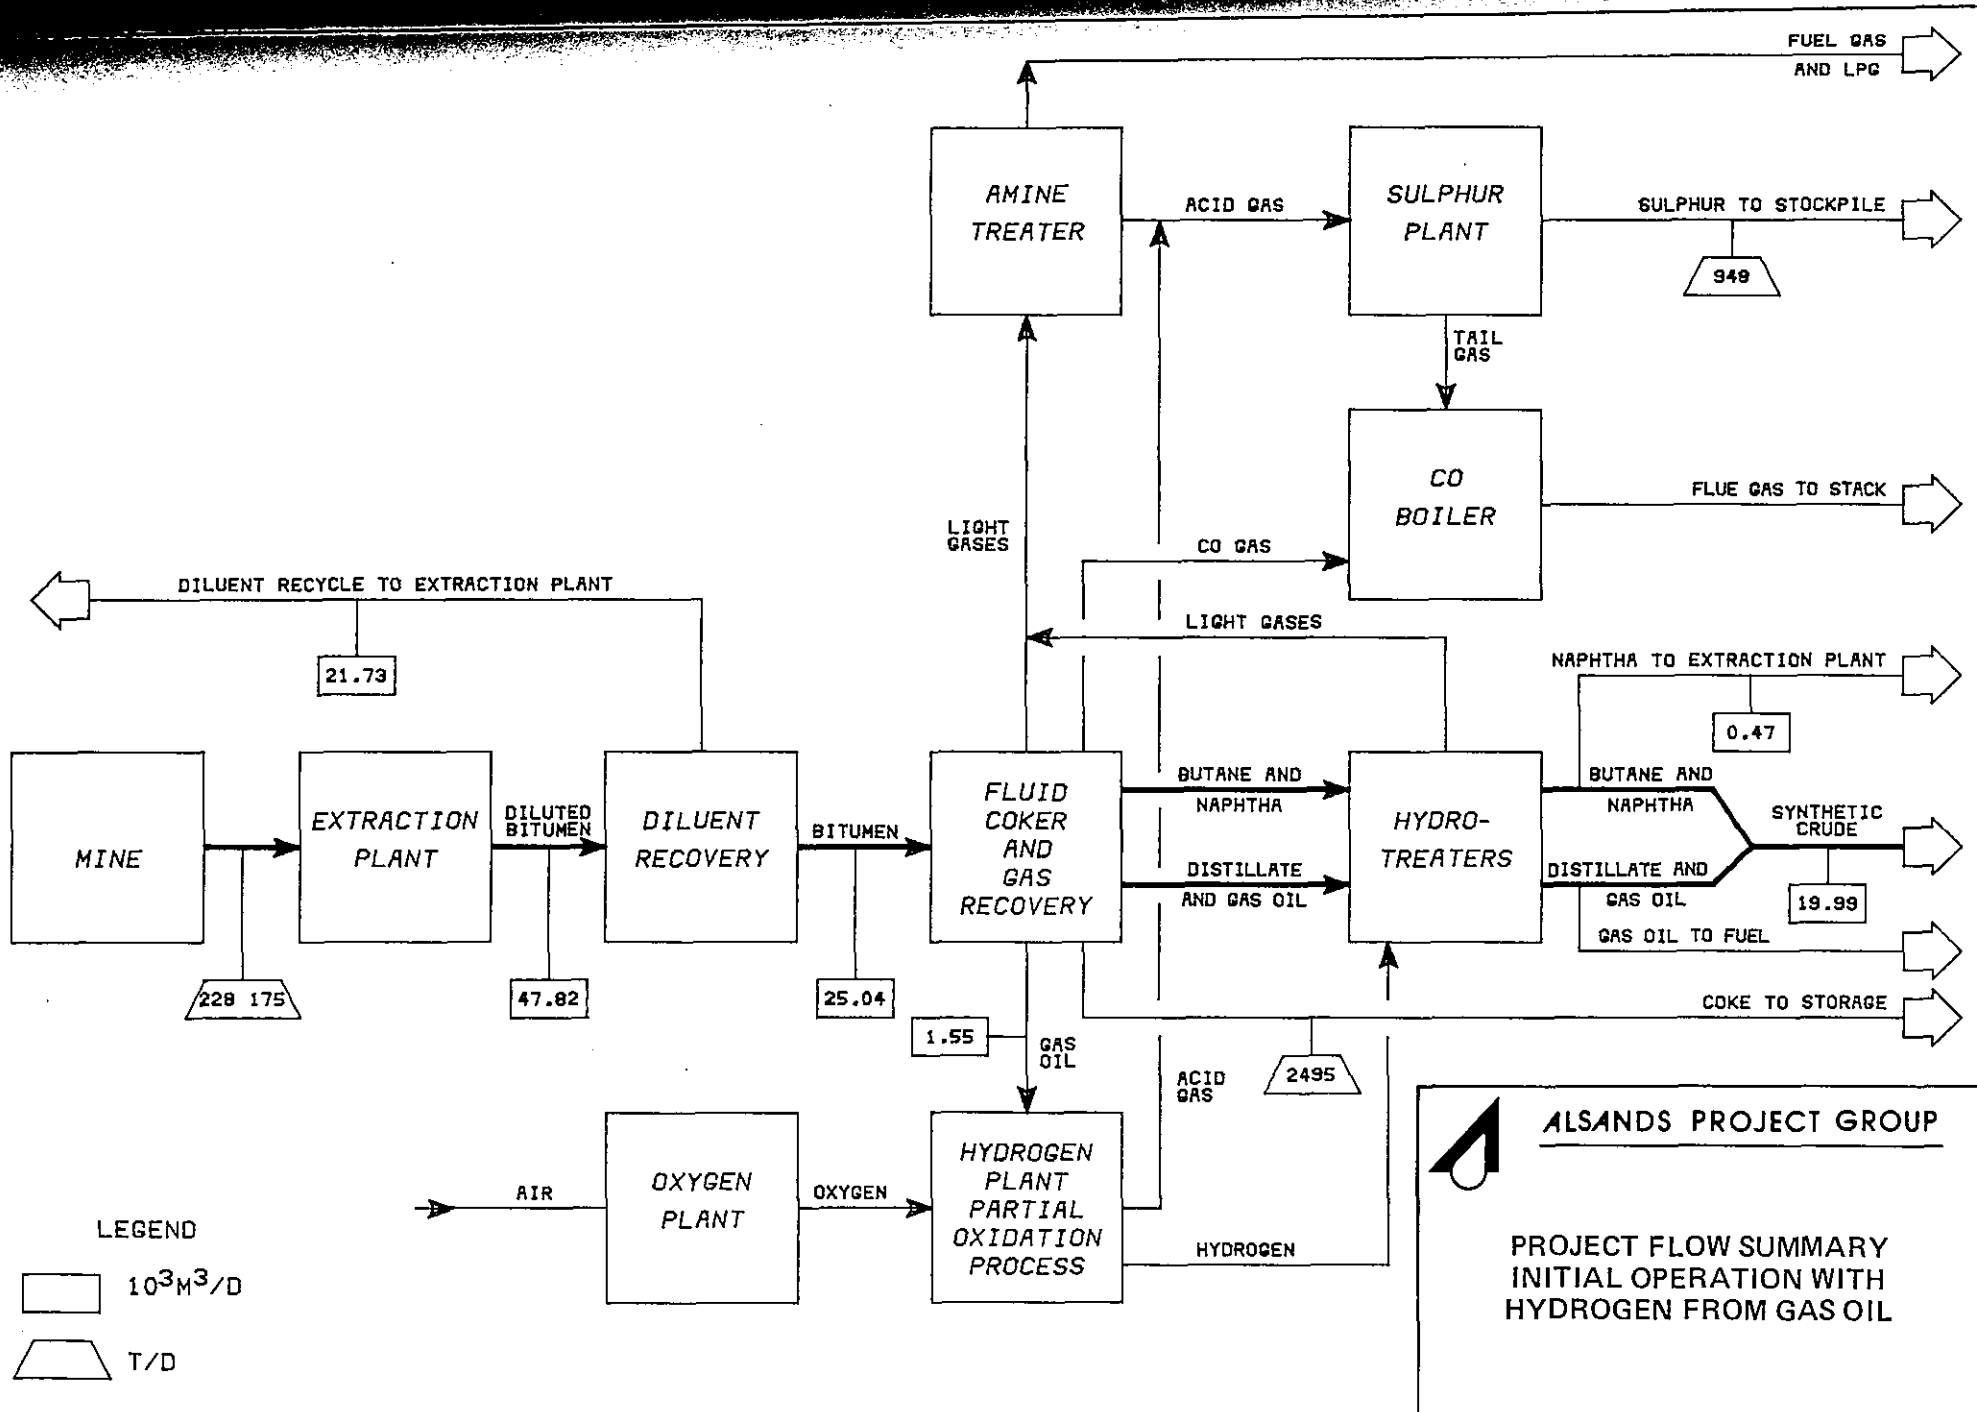 FUEL GAS
AND LPG
AMINE
TREATER
ACID GAS
SULPHUR
PLANT
SULPHUR TO STOCKPILE
949
TAIL
GAS
CO
BOILER
FLUE GAS TO STACK
LIGHT
GASES
CO GAS
DILUENT RECYCLE TO EXTRACTION PLANT
21.73
LIGHT GASES
NAPHTHA TO EXTRACTION PLANT
0.47
MINE
EXTRACTION
PLANT
DILUTED
BITUMEN
DILUENT
RECOVERY
BITUMEN
FLUID
COKER
AND
GAS
RECOVERY
BUTANE AND
NAPHTHA
DISTILLATE
AND GAS OIL
HYDRO-
TREATERS
BUTANE AND
NAPHTHA
DISTILLATE AND
GAS OIL
SYNTHETIC
CRUDE
19.99
GAS OIL TO FUEL
228 175
47.82
25.04
COKE TO STORAGE
1.55
GAS
OIL
2495
ACID
GAS
AIR
OXYGEN
PLANT
OXYGEN
HYDROGEN
PLANT
PARTIAL
OXIDATION
PROCESS
HYDROGEN
LEGEND
10³M³/D
T/D
ALSANDS PROJECT GROUP
PROJECT FLOW SUMMARY
INITIAL OPERATION WITH
HYDROGEN FROM GAS OIL